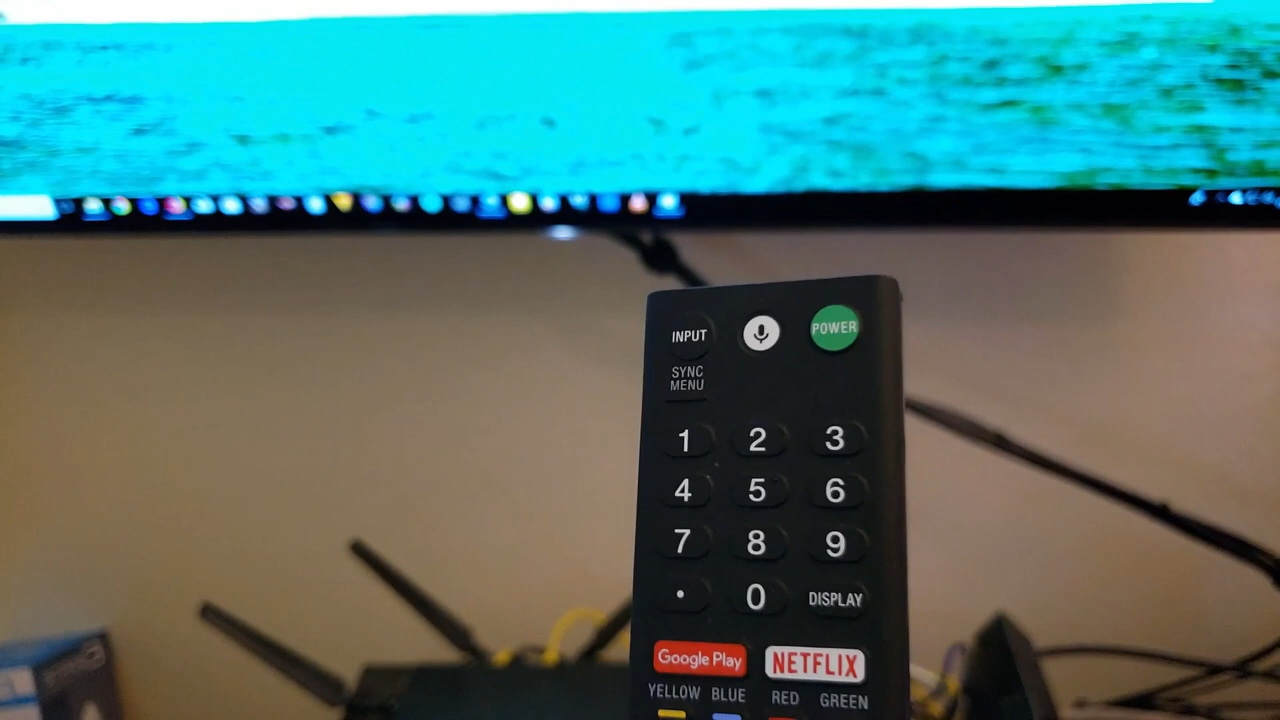 INPUT
POWER
SYNC
MENU
1 2 3
4 5 6
7 8 9
. 0 DISPLAY
Google Play NETFLIX
YELLOW BLUE RED GREEN